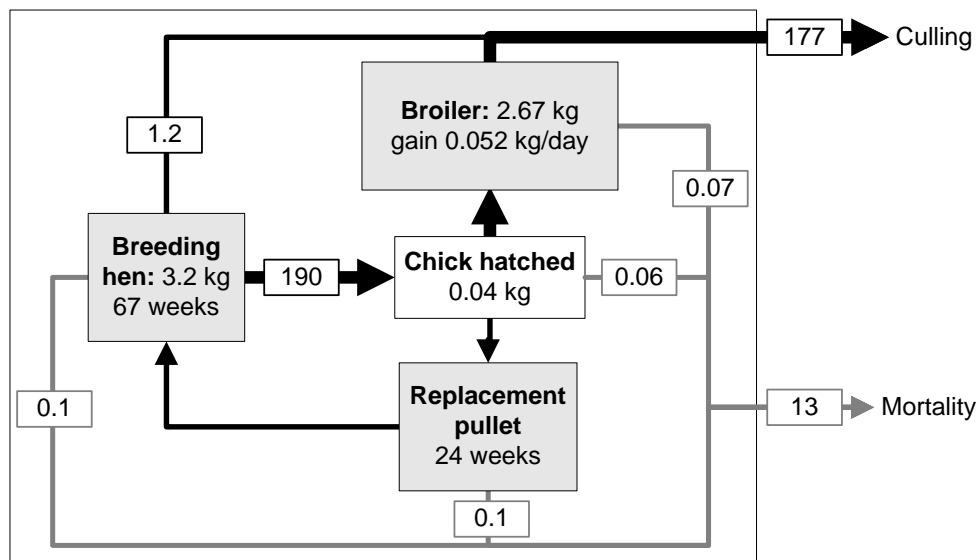 177
Culling
Broiler: 2.67 kg
gain 0.052 kg/day
1.2
0.07
Breeding
hen: 3.2 kg
67 weeks
190
Chick hatched
0.04 kg
0.06
Replacement
pullet
24 weeks
0.1
13
Mortality
0.1